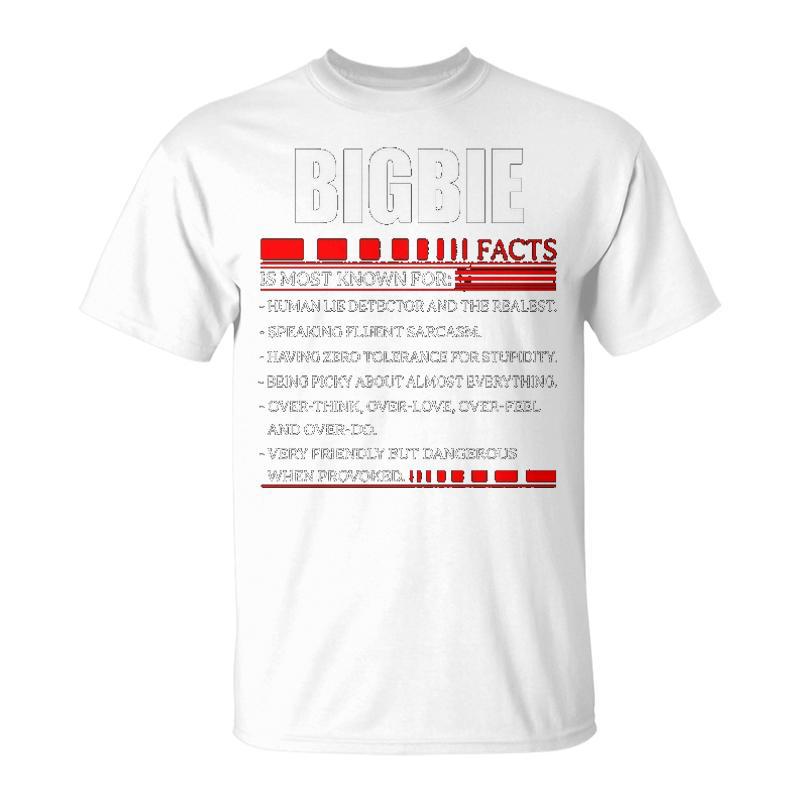 BIGBIE
FACTS
IS MOST KNOWN FOR:
- HUMAN LIE DETECTOR AND THE REALEST.
- SPEAKING FLUENT SARCASM.
- HAVING ZERO TOLERANCE FOR STUPIDITY.
- BEING PICKY ABOUT ALMOST EVERYTHING.
- OVER-THINK, OVER-LOVE, OVER-FEEL
AND OVER-DO.
- VERY FRIENDLY BUT DANGEROUS
WHEN PROVOKED.